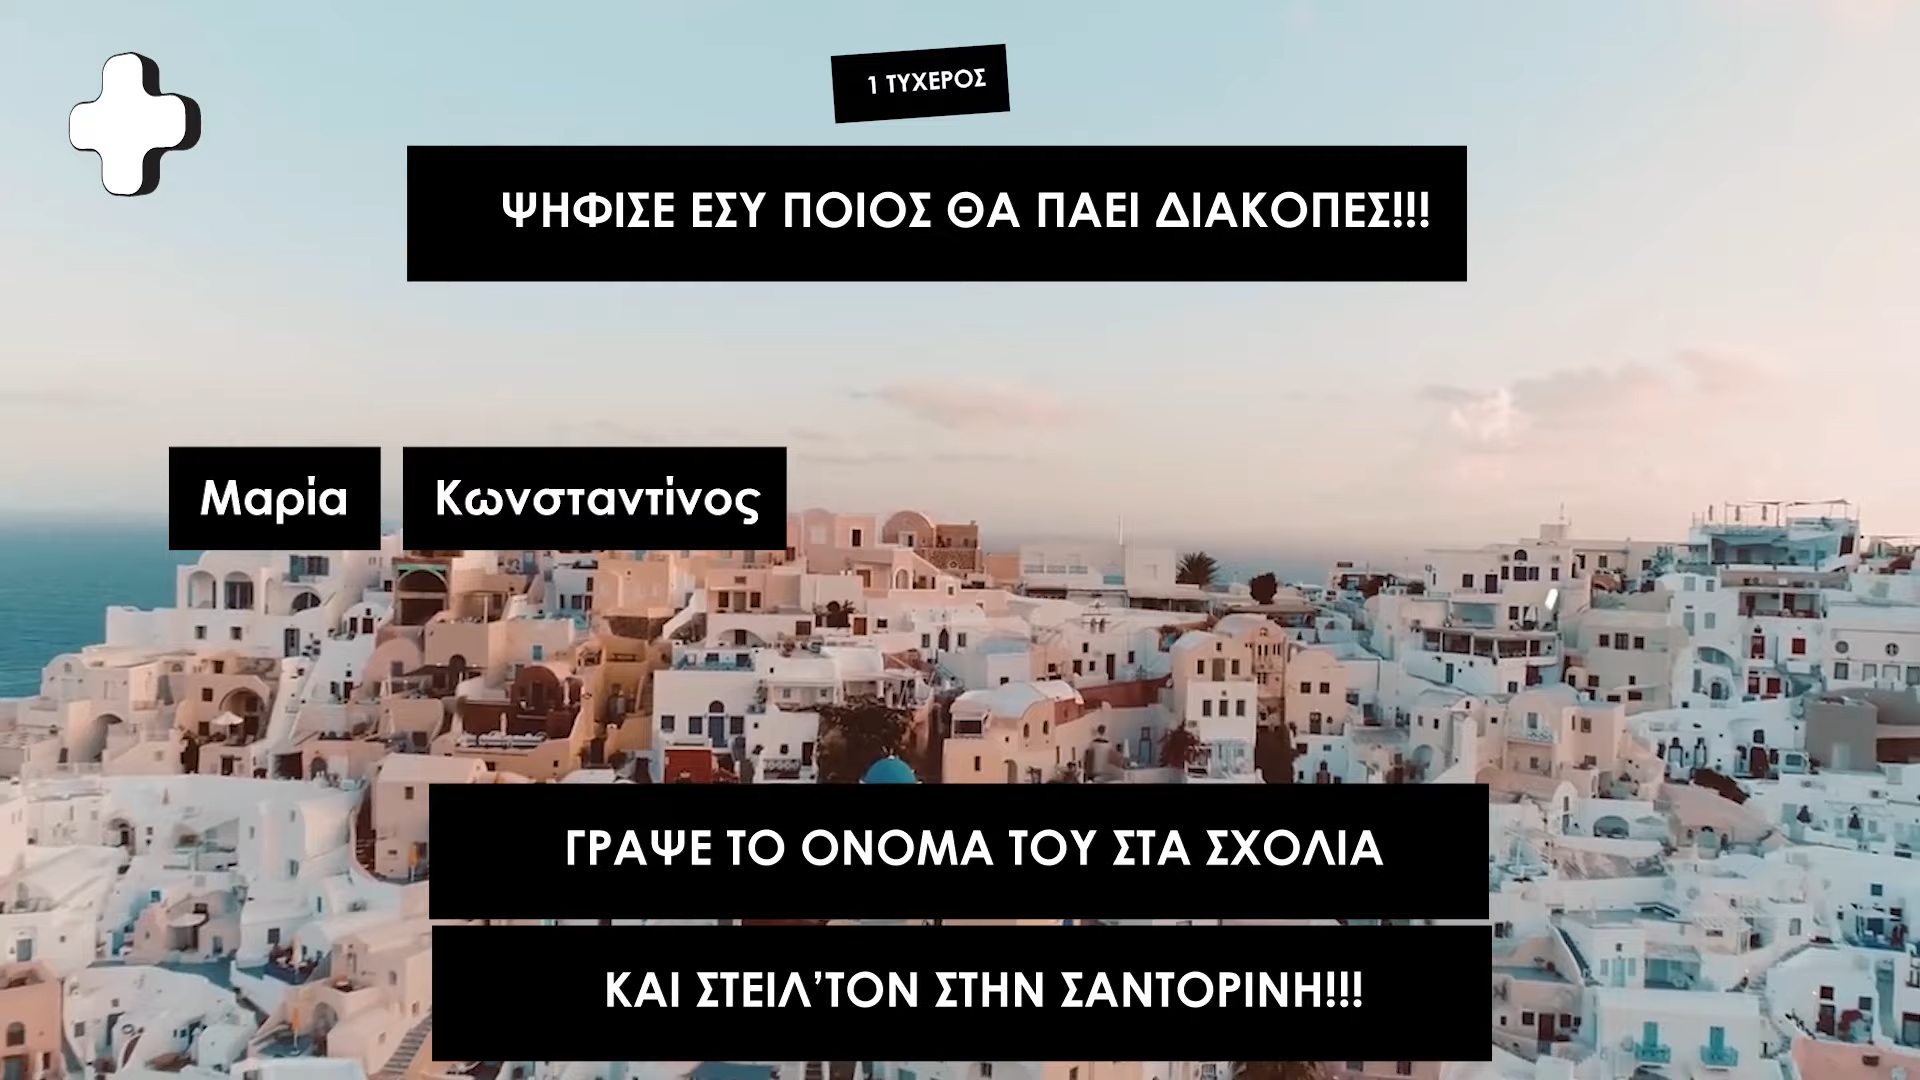 1 ΤΥΧΕΡΟΣ
ΨΗΦΙΣΕ ΕΣΥ ΠΟΙΟΣ ΘΑ ΠΑΕΙ ΔΙΑΚΟΠΕΣ!!!
Μαρία Κωνσταντίνος
ΓΡΑΨΕ ΤΟ ΟΝΟΜΑ ΤΟΥ ΣΤΑ ΣΧΟΛΙΑ
ΚΑΙ ΣΤΕΙΛ’ΤΟΝ ΣΤΗΝ ΣΑΝΤΟΡΙΝΗ!!!